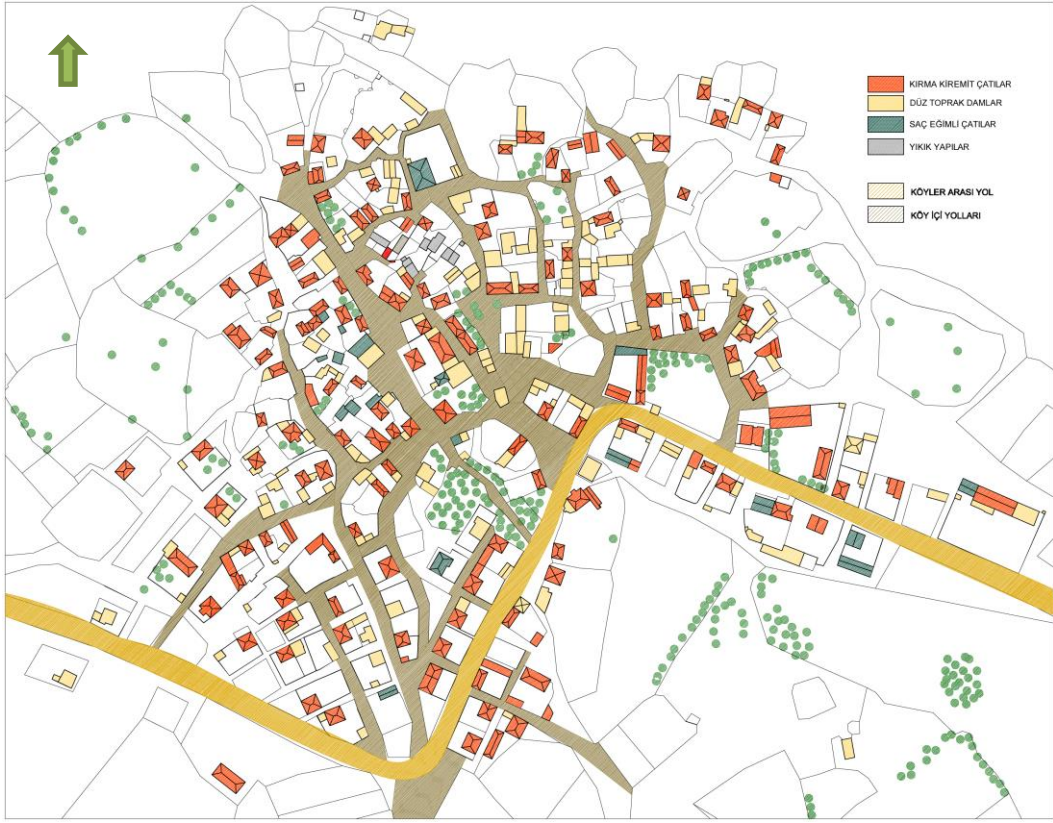 KIRMA KİREMİT ÇATILAR
DÜZ TOPRAK DAMLAR
SAÇ EĞİMLİ ÇATILAR
YIKIK YAPILAR
KÖYLER ARASI YOL
KÖY İÇİ YOLLARI